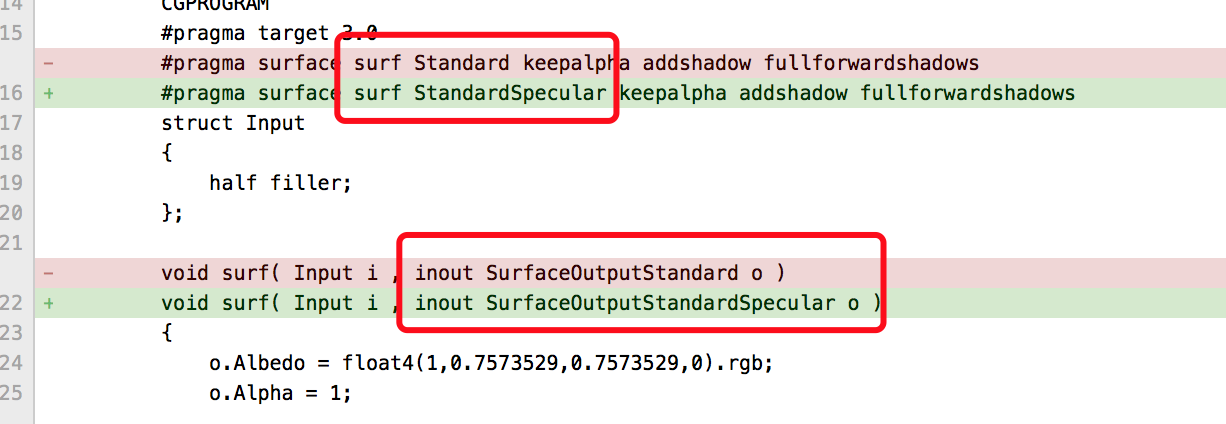 14 CGPROGRAM
15 #pragma target 3.0
- #pragma surface surf Standard keepalpha addshadow fullforwardshadows
16 + #pragma surface surf StandardSpecular keepalpha addshadow fullforwardshadows
17 struct Input
18 {
19 half filler;
20 };
21
- void surf( Input i , inout SurfaceOutputStandard o )
22 + void surf( Input i , inout SurfaceOutputStandardSpecular o )
23 {
24 o.Albedo = float4(1,0.7573529,0.7573529,0).rgb;
25 o.Alpha = 1;